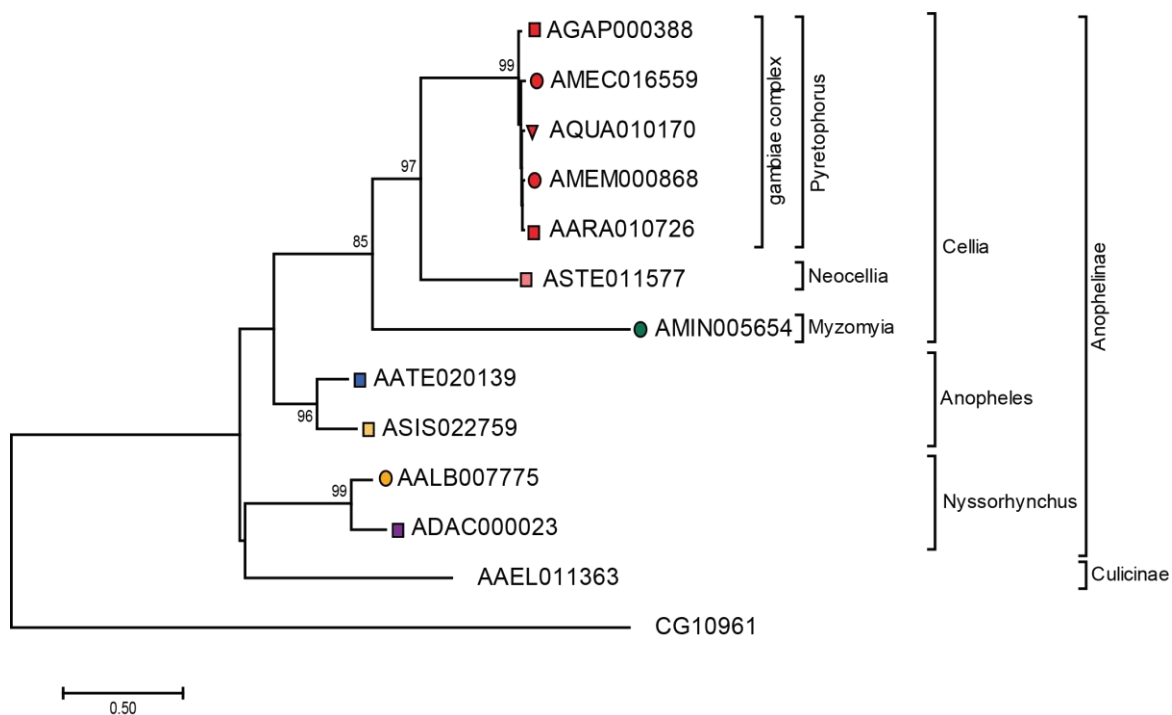 AGAP000388
99
AMEC016559
AQUA010170
AMEM000868
AARA010726
gambiae complex
Pyretophorus
97
85
ASTE011577
Neocellia
AMIN005654
Myzomyia
Cellia
Anophelinae
AATE020139
96
ASIS022759
Anopheles
AALB007775
99
ADAC000023
Nyssorhynchus
AAEL011363
Culicinae
CG10961
0.50